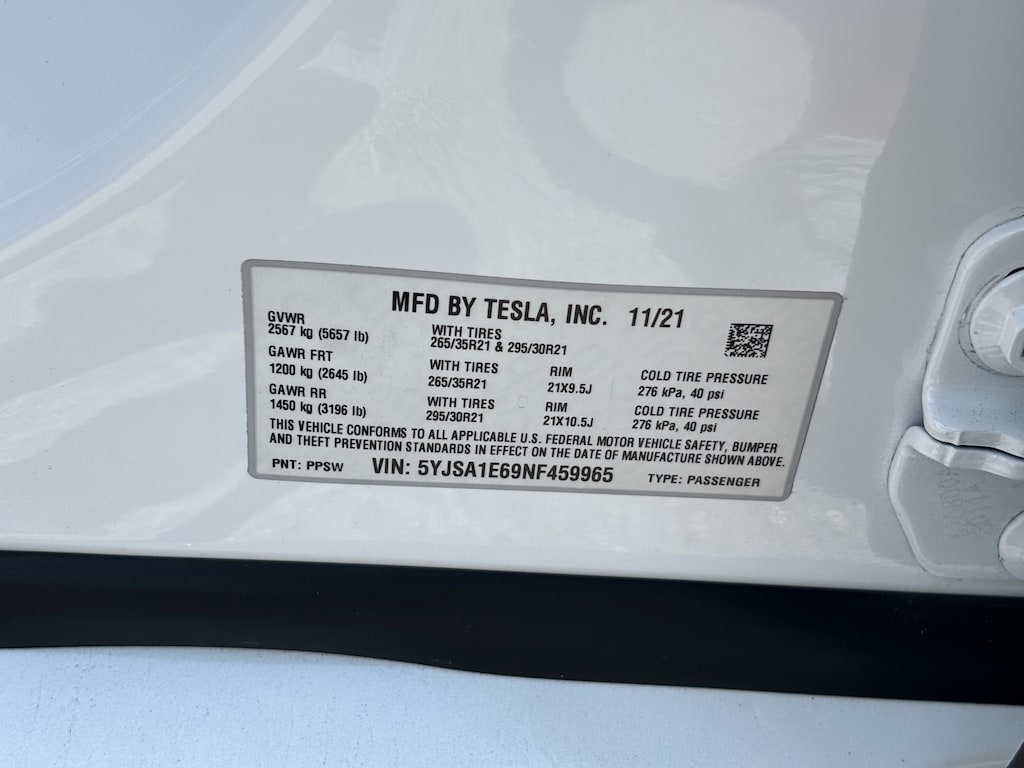 MFD BY TESLA, INC. 11/21
GVWR
2567 kg (5657 lb)
WITH TIRES
265/35R21 & 295/30R21
GAWR FRT
1200 kg (2645 lb)
WITH TIRES
265/35R21
RIM
21X9.5J
COLD TIRE PRESSURE
276 kPa, 40 psi
GAWR RR
1450 kg (3196 lb)
WITH TIRES
295/30R21
RIM
21X10.5J
COLD TIRE PRESSURE
276 kPa, 40 psi
THIS VEHICLE CONFORMS TO ALL APPLICABLE U.S. FEDERAL MOTOR VEHICLE SAFETY, BUMPER
AND THEFT PREVENTION STANDARDS IN EFFECT ON THE DATE OF MANUFACTURE SHOWN ABOVE.
PNT: PPSW VIN: 5YJSA1E69NF459965 TYPE: PASSENGER